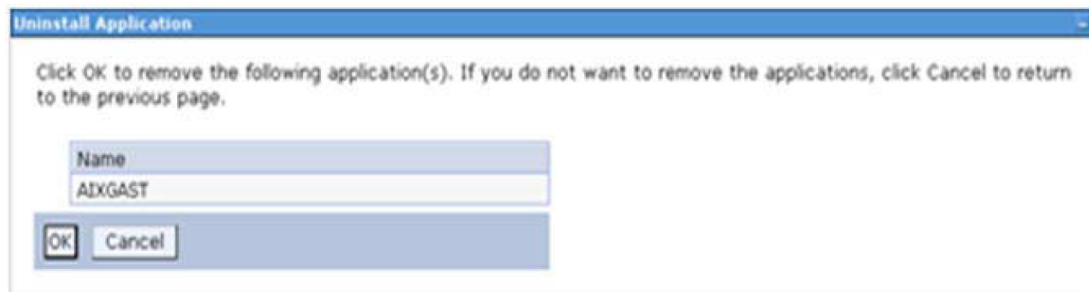 Uninstall Application
Click OK to remove the following application(s). If you do not want to remove the applications, click Cancel to return
to the previous page.
Name
AIXGAST
OK Cancel